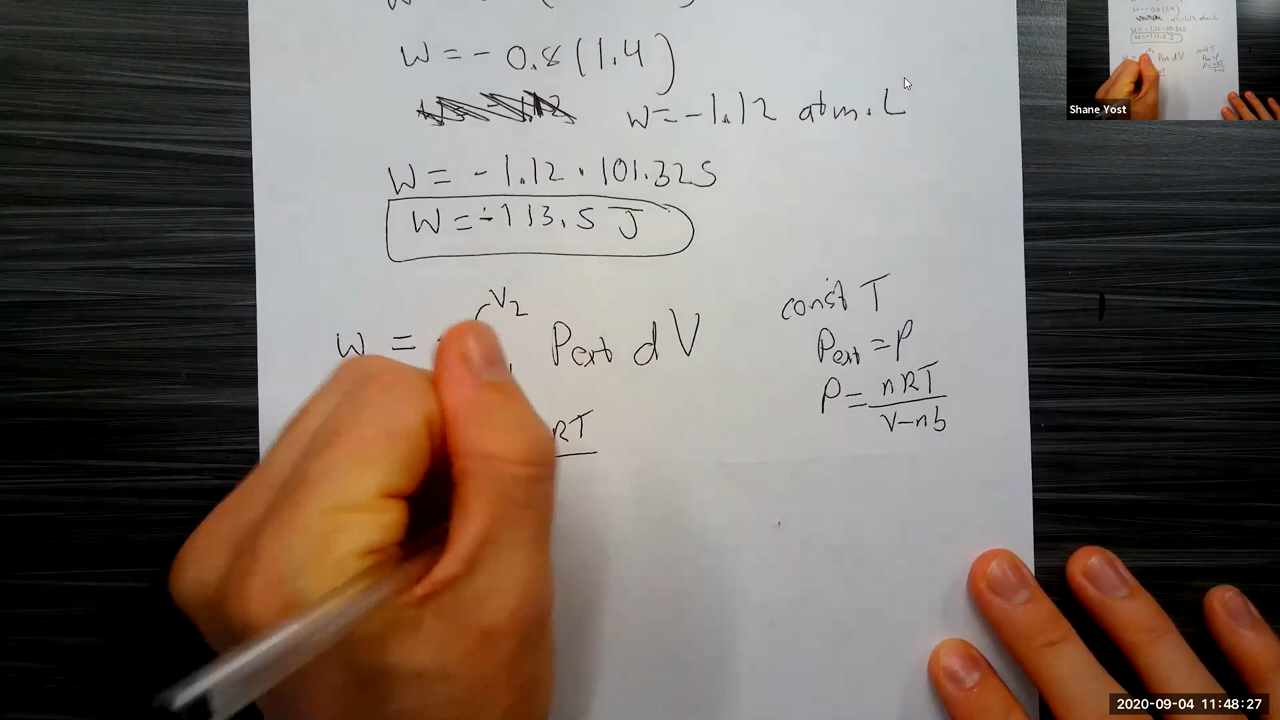 W = - 0.8 (1.4)
W = -1.12 atm. L
W = - 1.12 . 101.325
W = -113.5 J
const T
W = V2 Pext dV
Pext = P
P = nRT
V-nb
RT
Shane Yost
2020-09-04 11:48:27